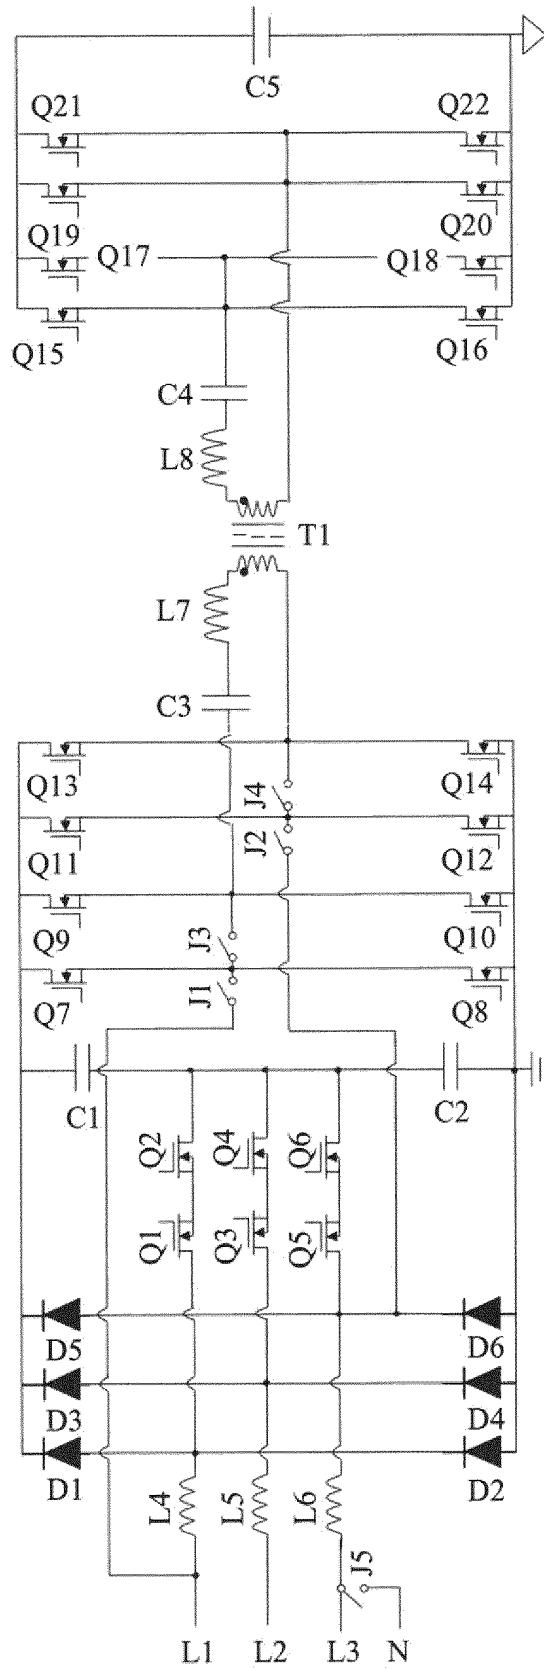 C5
Q21 Q22
Q19 Q20
Q17 Q18
Q15 Q16
C4
L8
T1
L7
C3
Q13 Q14
J4
Q11 J2 Q12
Q9 Q10
J3
J1
Q7 Q8
C1 C2
Q2 Q4 Q6
Q1 Q3 Q5
D5 D6
D3 D4
D1 D2
L4 L5 L6
J5
L1 L2 L3 N